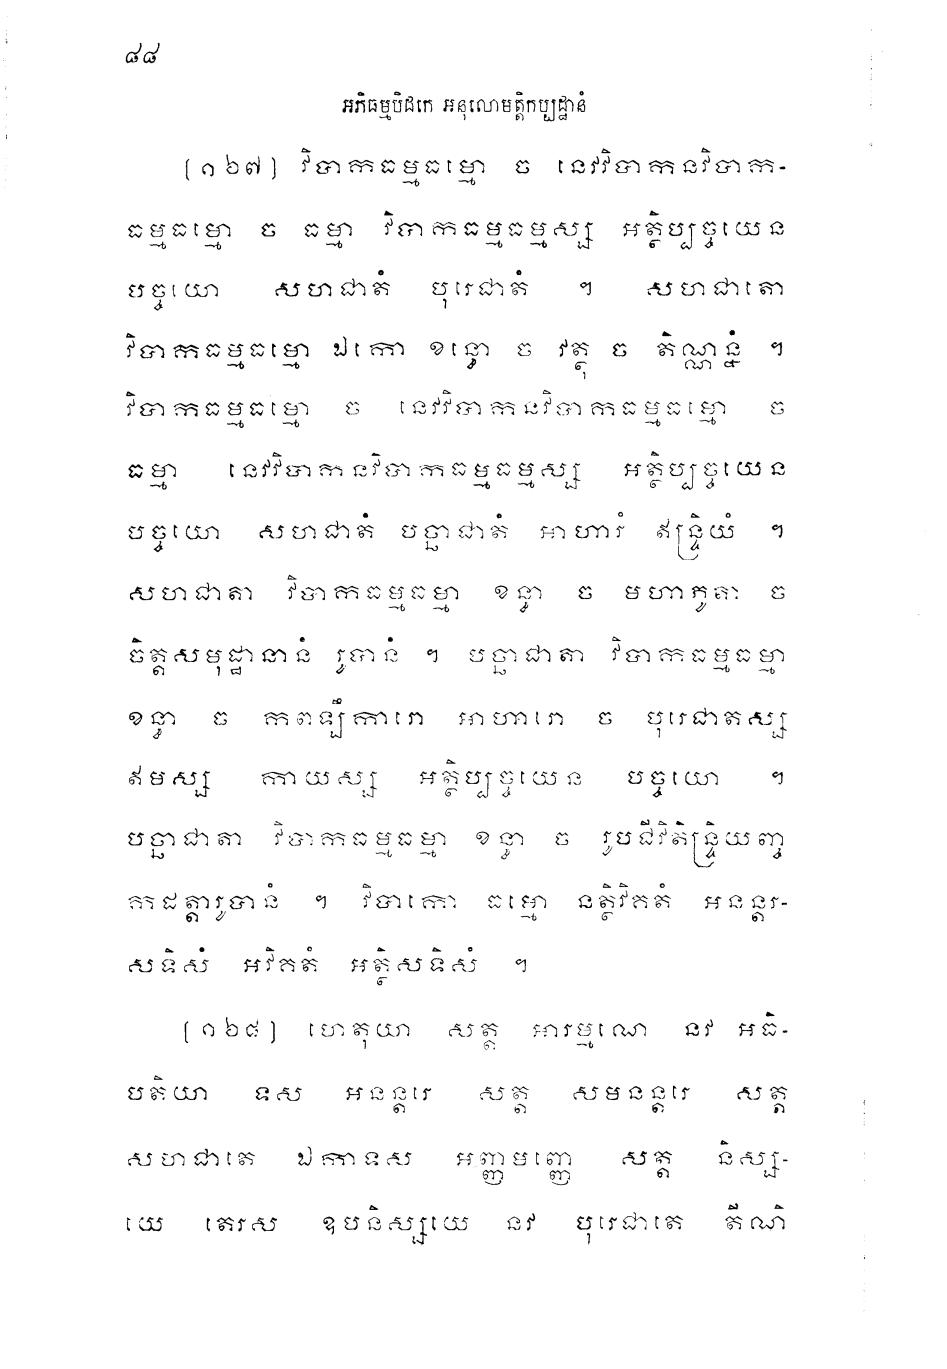 ៨៨
អភិធម្មបិដកេ អនុលោមត្តិកប្បដ្ឋានំ
[១៦៧] វិបាកធម្មធម្មោ ច នេវវិបាកនវិបាក-
ធម្មធម្មោ ច ធម្មា វិបាកធម្មធម្មស្ស អត្ថិប្បច្ចយេន
បច្ចយោ សហជាតំ បុរេជាតំ ។ សហជាតោ
វិបាកធម្មធម្មោ ឯកោ ខន្ធោ ច វត្ថុ ច តិណ្ណន្នំ ។
វិបាកធម្មធម្មោ ច នេវវិបាកនវិបាកធម្មធម្មោ ច
ធម្មា នេវវិបាកនវិបាកធម្មធម្មស្ស អត្ថិប្បច្ចយេន
បច្ចយោ សហជាតំ បច្ឆាជាតំ អាហារំ ឥន្ទ្រិយំ ។
សហជាតា វិបាកធម្មធម្មា ខន្ធា ច មហាភូតា ច
ចិត្តសមុដ្ឋានានំ រូបានំ ។ បច្ឆាជាតា វិបាកធម្មធម្មា
ខន្ធា ច កពឡីការោ អាហារោ ច បុរេជាតស្ស
ឥមស្ស កាយស្ស អត្ថិប្បច្ចយេន បច្ចយោ ។
បច្ឆាជាតា វិបាកធម្មធម្មា ខន្ធា ច រូបជីវិតិន្ទ្រិយញ្ច
កដត្តារូបានំ ។ វិបាកោ ធម្មោ នត្ថិវិគតំ អនន្តរ-
សទិសំ អវិគតំ អត្ថិសទិសំ ។
[១៦៨] ហេតុយា សត្ត អារម្មណេ នវ អធិ-
បតិយា ទស អនន្តរេ សត្ត សមនន្តរេ សត្ត
សហជាតេ ឯកាទស អញ្ញមញ្ញេ សត្ត និស្ស-
យេ តេរស ឧបនិស្សយេ នវ បុរេជាតេ តីណិ